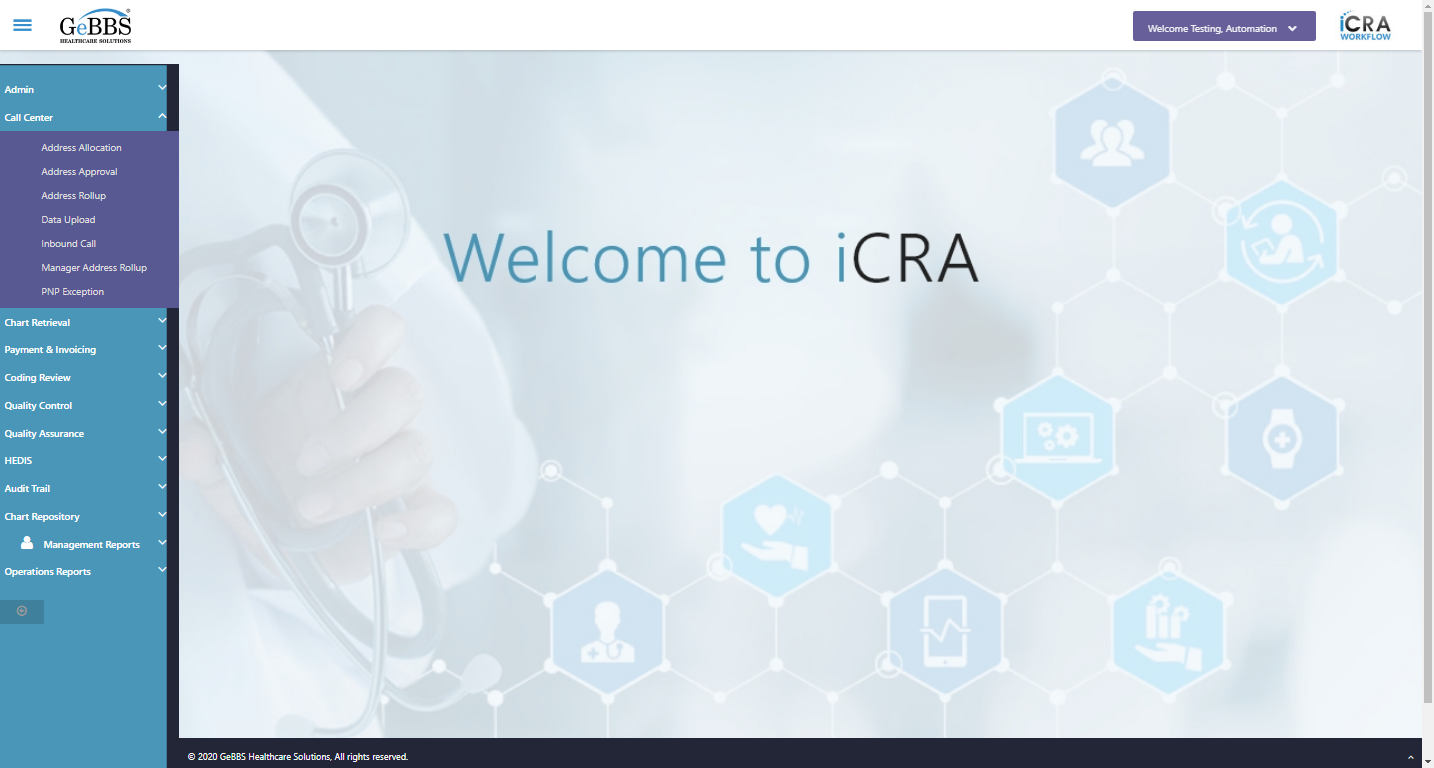 GeBBS
HEALTHCARE SOLUTIONS
Welcome Testing, Automation
iCRA
WORKFLOW
Admin
Call Center
Address Allocation
Address Approval
Address Rollup
Data Upload
Inbound Call
Manager Address Rollup
PNP Exception
Chart Retrieval
Payment & Invoicing
Coding Review
Quality Control
Quality Assurance
HEDIS
Audit Trail
Chart Repository
Management Reports
Operations Reports
Welcome to iCRA
© 2020 GeBBS Healthcare Solutions, All rights reserved.